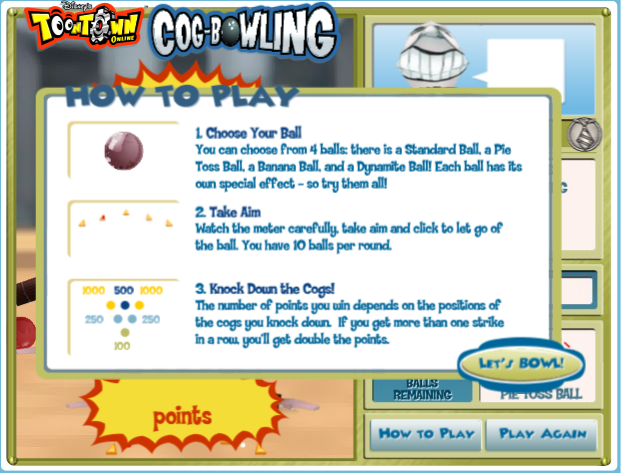 Disney's
TOONTOWN
ONLINE
COG-BOWLING
HOW TO PLAY
1. Choose Your Ball
You can choose from 4 balls: there is a Standard Ball, a Pie
Toss Ball, a Banana Ball, and a Dynamite Ball! Each ball has its
own special effect - so try them all!
2. Take Aim
Watch the meter carefully, take aim and click to let go of
the ball. You have 10 balls per round.
1000 500 1000
250 250
100
3. Knock Down the Cogs!
The number of points you win depends on the positions of
the cogs you knock down. If you get more than one strike
in a row, you'll get double the points.
LET'S BOWL!
BALLS
REMAINING
PIE TOSS BALL
points
HOW TO PLAY
PLAY AGAIN